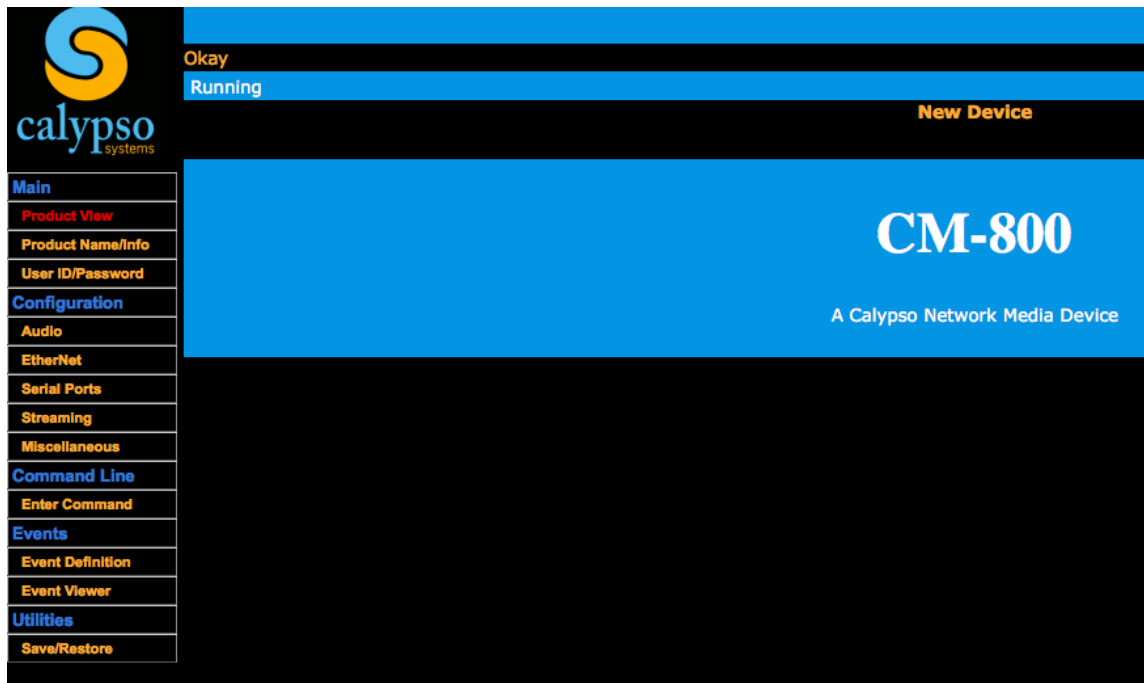 calypso
systems
Okay
Running
New Device
Main
Product View
Product Name/Info
User ID/Password
Configuration
Audio
EtherNet
Serial Ports
Streaming
Miscellaneous
Command Line
Enter Command
Events
Event Definition
Event Viewer
Utilities
Save/Restore
CM-800
A Calypso Network Media Device